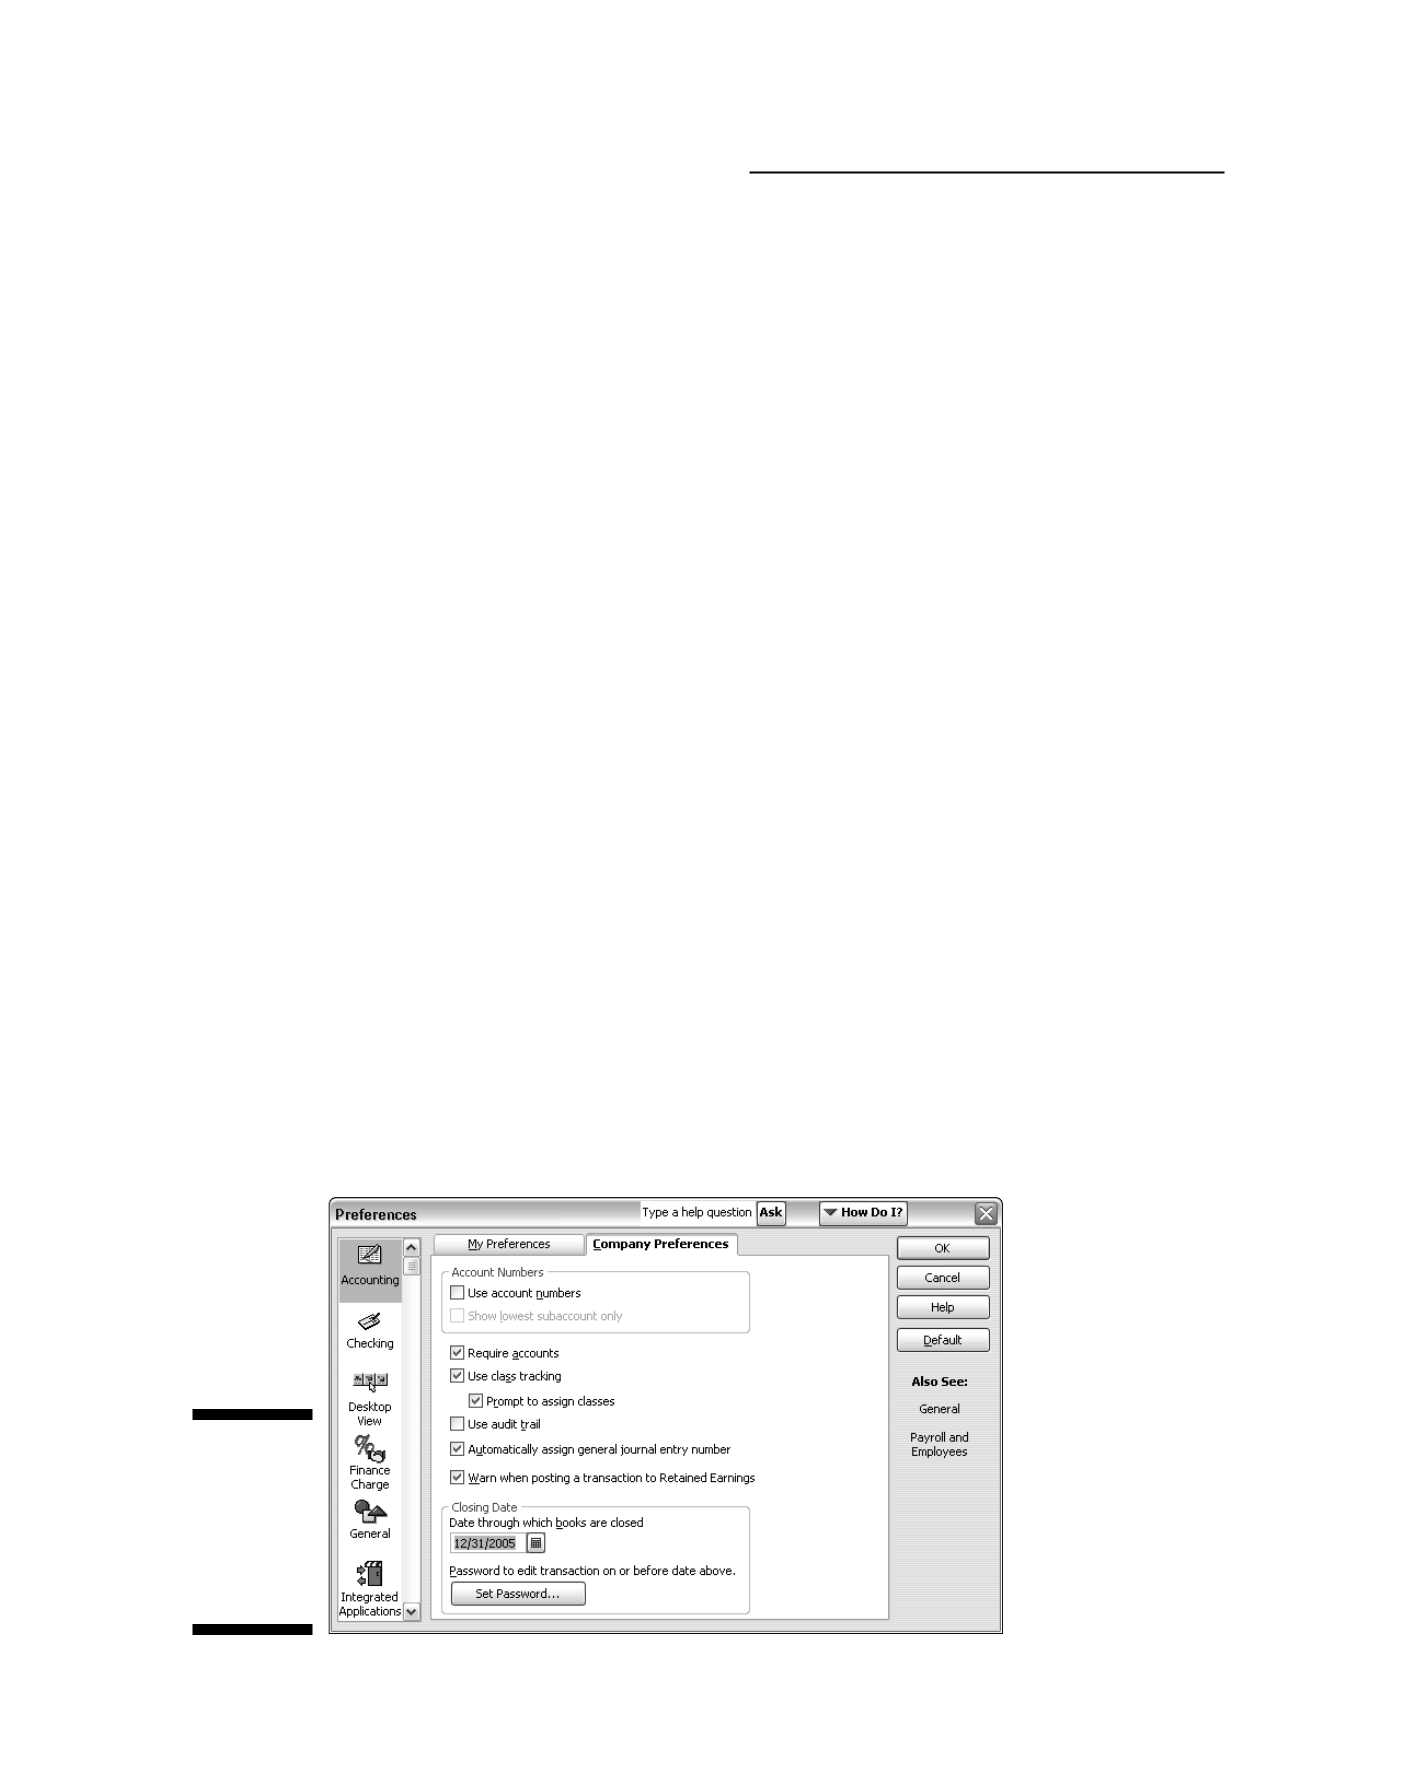 Preferences
Type a help question Ask
How Do I?
Accounting
Checking
Desktop
View
Finance
Charge
General
Integrated
Applications
My Preferences
Company Preferences
Account Numbers
Use account numbers
Show lowest subaccount only
Require accounts
Use class tracking
Prompt to assign classes
Use audit trail
Automatically assign general journal entry number
Warn when posting a transaction to Retained Earnings
Closing Date
Date through which books are closed
12/31/2005
Password to edit transaction on or before date above.
Set Password...
OK
Cancel
Help
Default
Also See:
General
Payroll and
Employees